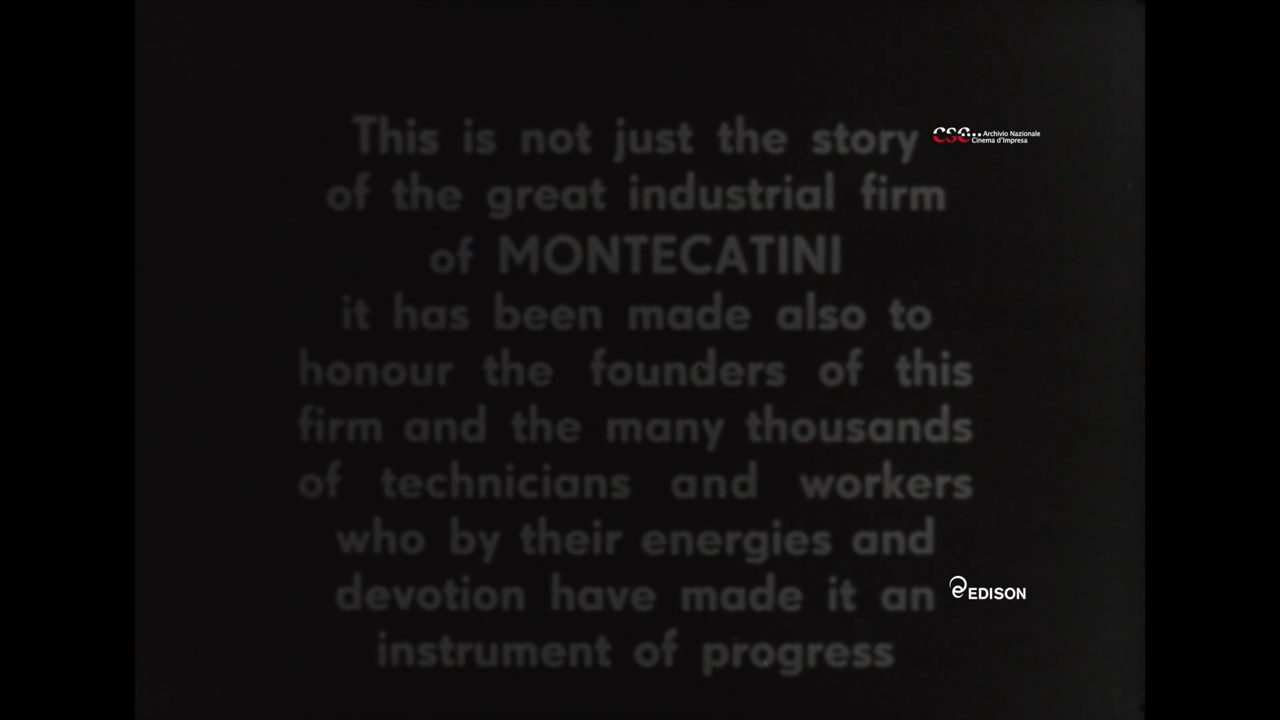 This is not just the story
of the great industrial firm
of MONTECATINI
it has been made also to
honour the founders of this
firm and the many thousands
of technicians and workers
who by their energies and
devotion have made it an
instrument of progress
CSC Archivio Nazionale
Cinema d'Impresa
EDISON